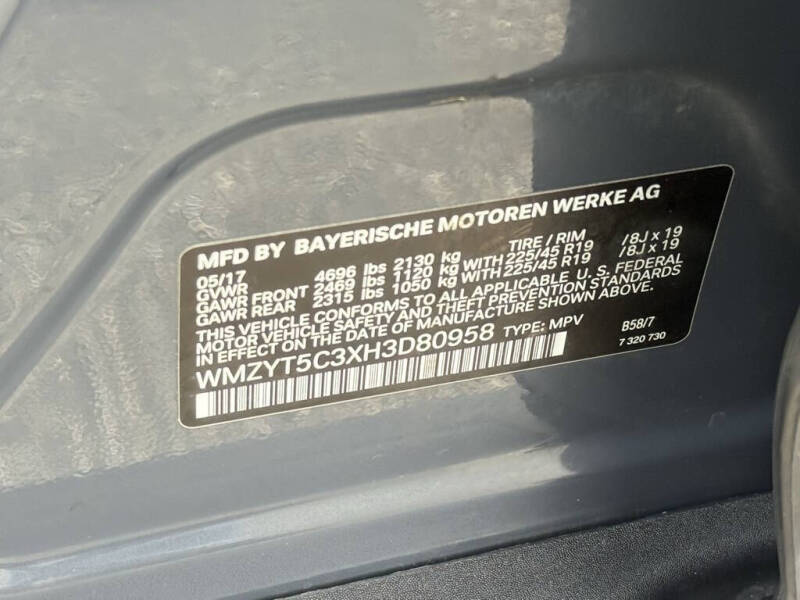 MFD BY BAYERISCHE MOTOREN WERKE AG
05/17 TIRE / RIM
GVWR 4696 lbs 2130 kg
GAWR FRONT 2469 lbs 1120 kg WITH 225/45 R19 /8J x 19
GAWR REAR 2315 lbs 1050 kg WITH 225/45 R19 /8J x 19
THIS VEHICLE CONFORMS TO ALL APPLICABLE U. S. FEDERAL
MOTOR VEHICLE SAFETY AND THEFT PREVENTION STANDARDS
IN EFFECT ON THE DATE OF MANUFACTURE SHOWN ABOVE.
WMZYT5C3XH3D80958 TYPE: MPV B58/7
7 320 730